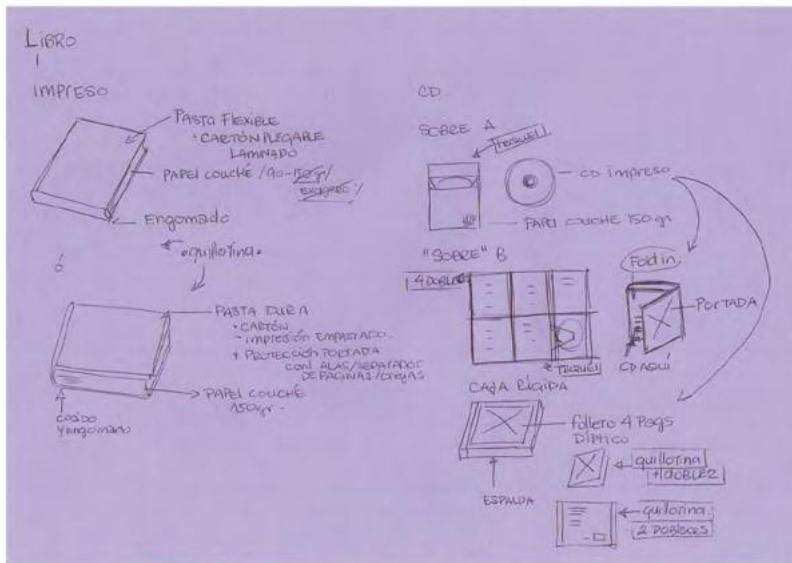 LIBRO
IMPRESO
PASTA FLEXIBLE
• CARTÓN PLEGABLE
LAMINADO
PAPEL COUCHÉ /90-150gr/
Engomado
• guillotina •
ó
PASTA DURA
• CARTÓN
- IMPRESIÓN EMPASTADO
+ PROTECCIÓN PORTADA
CON ALAS/SEPARADOR
DE PÁGINAS/OREJAS
PAPEL COUCHÉ
150gr.
COSIDO
Y engomado
CD.
SOBRE A
TROQUEL
CD impreso
PAPEL COUCHE 150 gr
"SOBRE" B
4 DOBLE
Fold in
PORTADA
TROQUEL
CD AQUÍ
CAJA RÍGIDA
folleto 4 Pags
DÍPTICO
guillotina
+1 DOBLEZ
ESPALDA
guillotina
2 DOBLECES